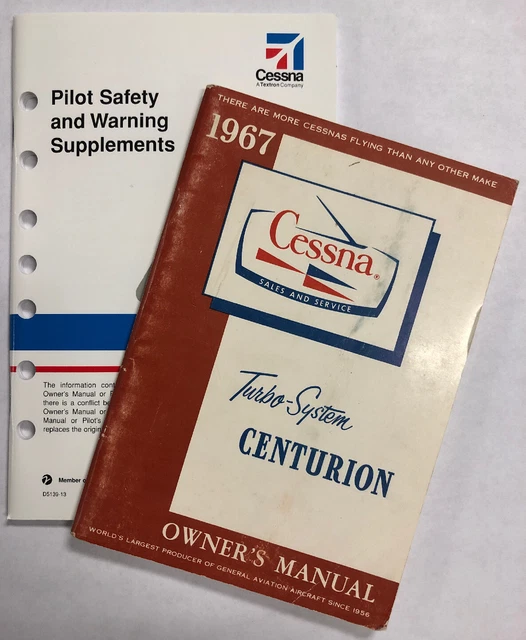 Cessna
A Textron Company
Pilot Safety
and Warning
Supplements
The information
Owner's Manual or
there is a conflict
Owner's Manual or
Manual or Pilot's
replaces the
Member
D5139-13
THERE ARE MORE CESSNAS FLYING THAN ANY OTHER MAKE
1967
Cessna®
SALES AND SERVICE
Turbo-System
CENTURION
OWNER'S MANUAL
WORLD'S LARGEST PRODUCER OF GENERAL AVIATION AIRCRAFT SINCE 1956